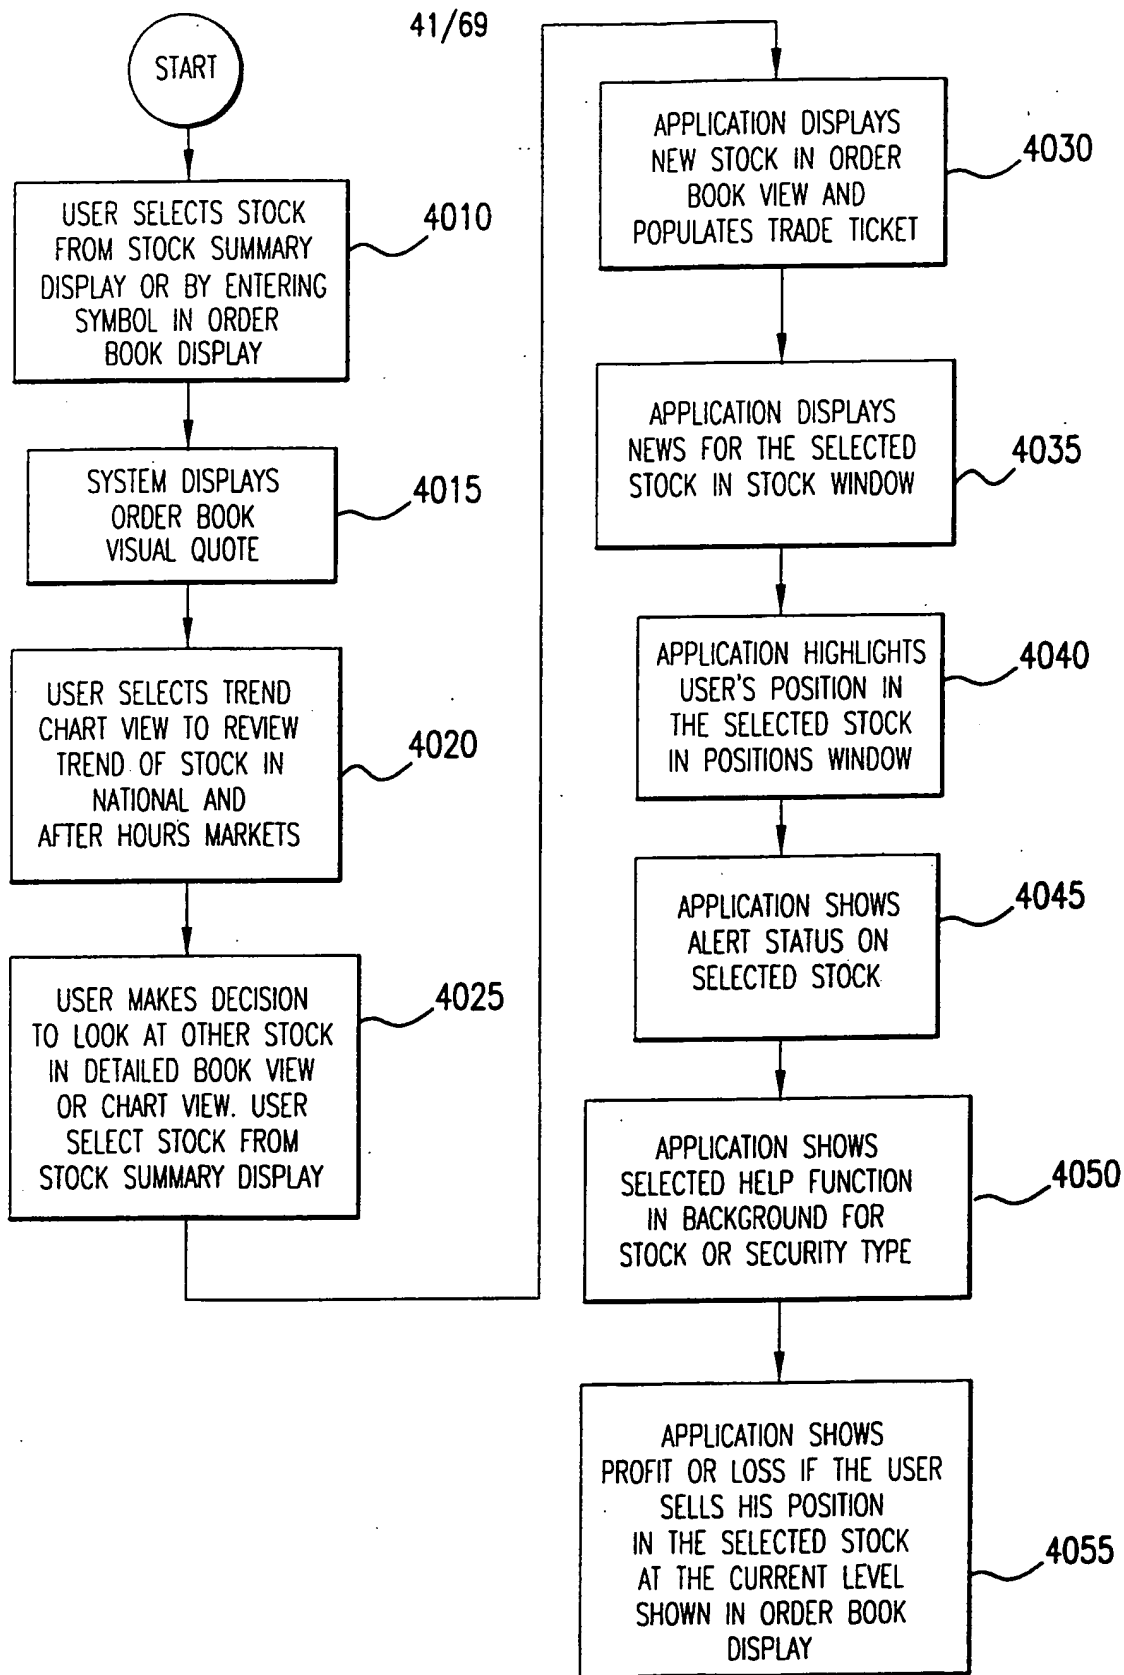 41/69
START
USER SELECTS STOCK
FROM STOCK SUMMARY
DISPLAY OR BY ENTERING
SYMBOL IN ORDER
BOOK DISPLAY
4010
SYSTEM DISPLAYS
ORDER BOOK
VISUAL QUOTE
4015
USER SELECTS TREND
CHART VIEW TO REVIEW
TREND OF STOCK IN
NATIONAL AND
AFTER HOURS MARKETS
4020
USER MAKES DECISION
TO LOOK AT OTHER STOCK
IN DETAILED BOOK VIEW
OR CHART VIEW. USER
SELECT STOCK FROM
STOCK SUMMARY DISPLAY
4025
APPLICATION DISPLAYS
NEW STOCK IN ORDER
BOOK VIEW AND
POPULATES TRADE TICKET
4030
APPLICATION DISPLAYS
NEWS FOR THE SELECTED
STOCK IN STOCK WINDOW
4035
APPLICATION HIGHLIGHTS
USER'S POSITION IN
THE SELECTED STOCK
IN POSITIONS WINDOW
4040
APPLICATION SHOWS
ALERT STATUS ON
SELECTED STOCK
4045
APPLICATION SHOWS
SELECTED HELP FUNCTION
IN BACKGROUND FOR
STOCK OR SECURITY TYPE
4050
APPLICATION SHOWS
PROFIT OR LOSS IF THE USER
SELLS HIS POSITION
IN THE SELECTED STOCK
AT THE CURRENT LEVEL
SHOWN IN ORDER BOOK
DISPLAY
4055